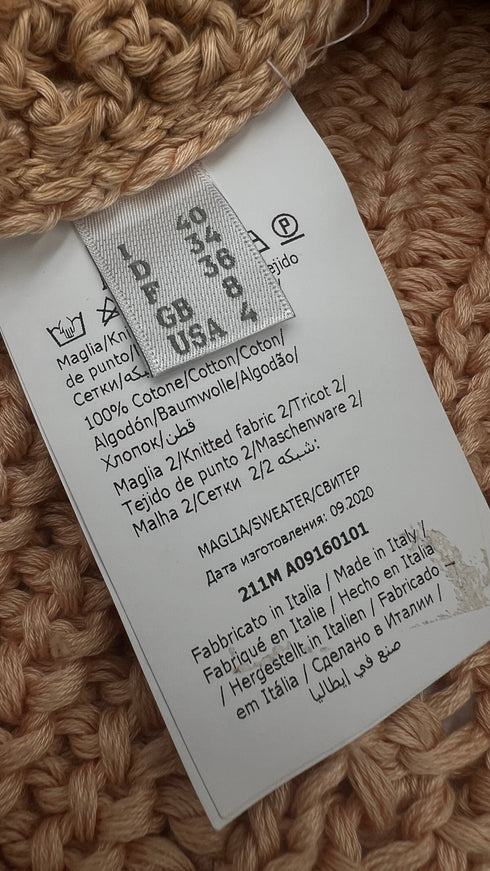 I 40
D 34
F 36
GB 8
USA 4
P
ejido
Maglia/Kn
de punto/
Сетки/شبكة
100% Cotone/Cotton/Coton/
Algodón/Baumwolle/Algodão/
Хлопок/قطن
Maglia 2/Knitted fabric 2/Tricot 2/
Tejido de punto 2/Maschenware 2/
Malha 2/Сетки 2/2 شبكه:
MAGLIA/SWEATER/СВИТЕР
Дата изготовления: 09.2020
211M A09160101
Fabbricato in Italia / Made in Italy /
Fabriqué en Italie / Hecho en Italia
/ Hergestellt in Italien / Fabricado
em Itália / Сделано в Италии /
صنع في إيطاليا